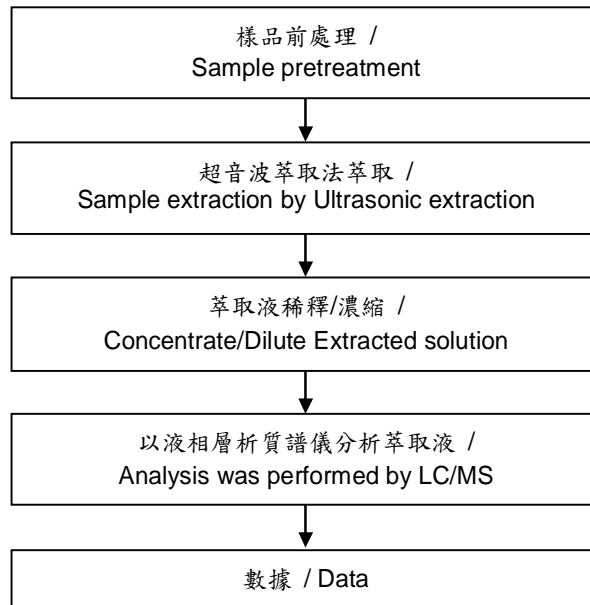 樣品前處理 /
Sample pretreatment
超音波萃取法萃取 /
Sample extraction by Ultrasonic extraction
萃取液稀釋/濃縮 /
Concentrate/Dilute Extracted solution
以液相層析質譜儀分析萃取液 /
Analysis was performed by LC/MS
數據 / Data